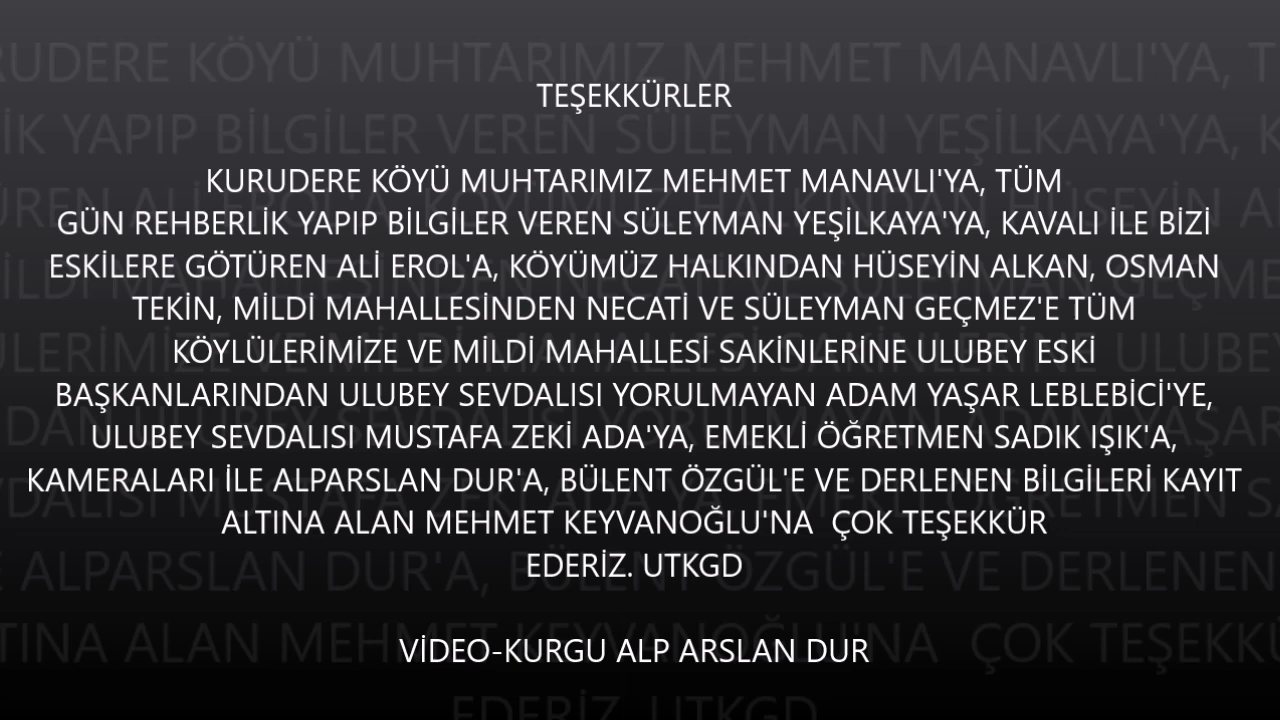 TEŞEKKÜRLER
KURUDERE KÖYÜ MUHTARIMIZ MEHMET MANAVLI'YA, TÜM
GÜN REHBERLİK YAPIP BİLGİLER VEREN SÜLEYMAN YEŞİLKAYA'YA, KAVALI İLE BİZİ
ESKİLERE GÖTÜREN ALİ EROL'A, KÖYÜMÜZ HALKINDAN HÜSEYİN ALKAN, OSMAN
TEKİN, MİLDİ MAHALLESİNDEN NECATİ VE SÜLEYMAN GEÇMEZ'E TÜM
KÖYLÜLERİMİZE VE MİLDİ MAHALLESİ SAKİNLERİNE ULUBEY ESKİ
BAŞKANLARINDAN ULUBEY SEVDALISI YORULMAYAN ADAM YAŞAR LEBLEBİCİ'YE,
ULUBEY SEVDALISI MUSTAFA ZEKİ ADA'YA, EMEKLİ ÖĞRETMEN SADIK IŞIK'A,
KAMERALARI İLE ALPARSLAN DUR'A, BÜLENT ÖZGÜL'E VE DERLENEN BİLGİLERİ KAYIT
ALTINA ALAN MEHMET KEYVANOĞLU'NA  ÇOK TEŞEKKÜR
EDERİZ. UTKGD
VİDEO-KURGU ALP ARSLAN DUR